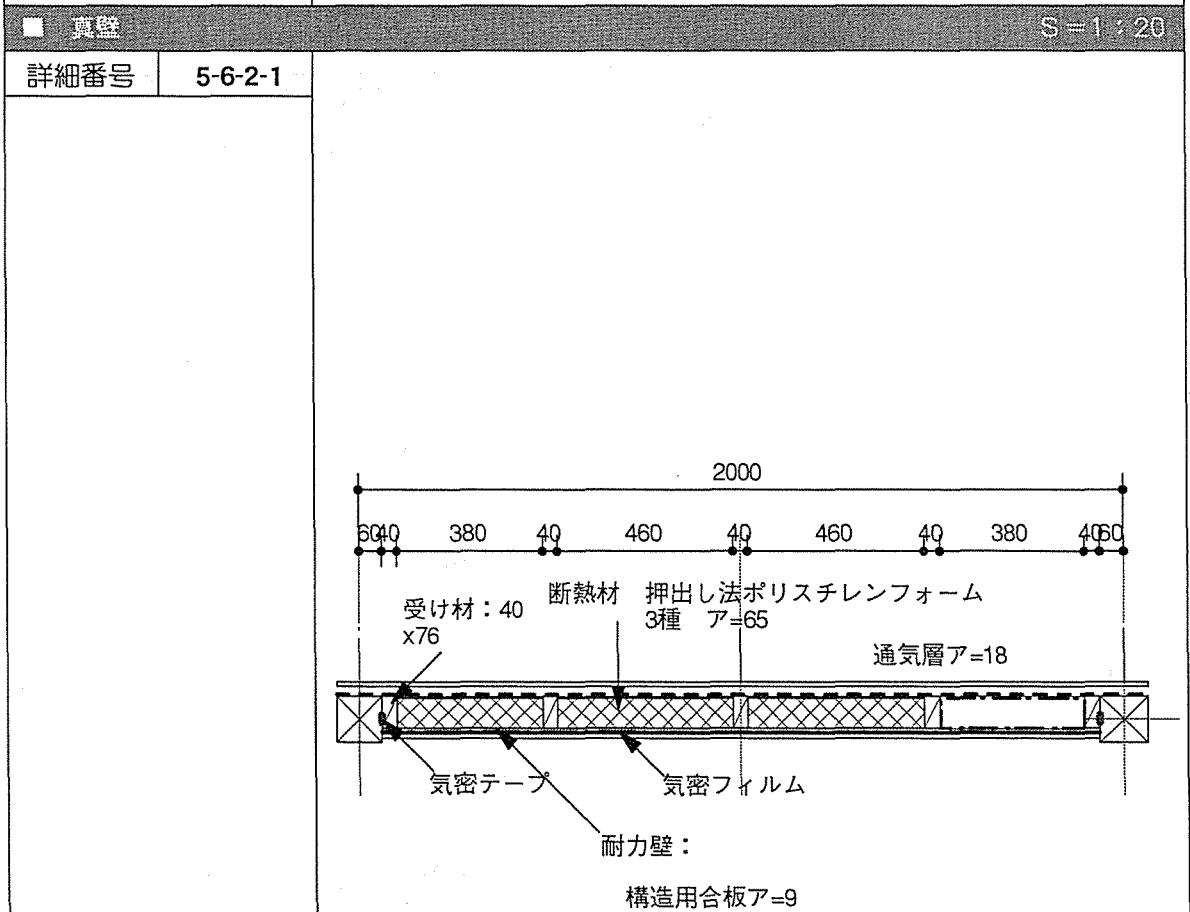 ■ 真壁 S=1:20
詳細番号 5-6-2-1
2000
60 40 380 40 460 40 460 40 380 40 60
断熱材 押出し法ポリスチレンフォーム
3種 ア=65
受け材:40
x76
通気層ア=18
気密テープ 気密フィルム
耐力壁:
構造用合板ア=9